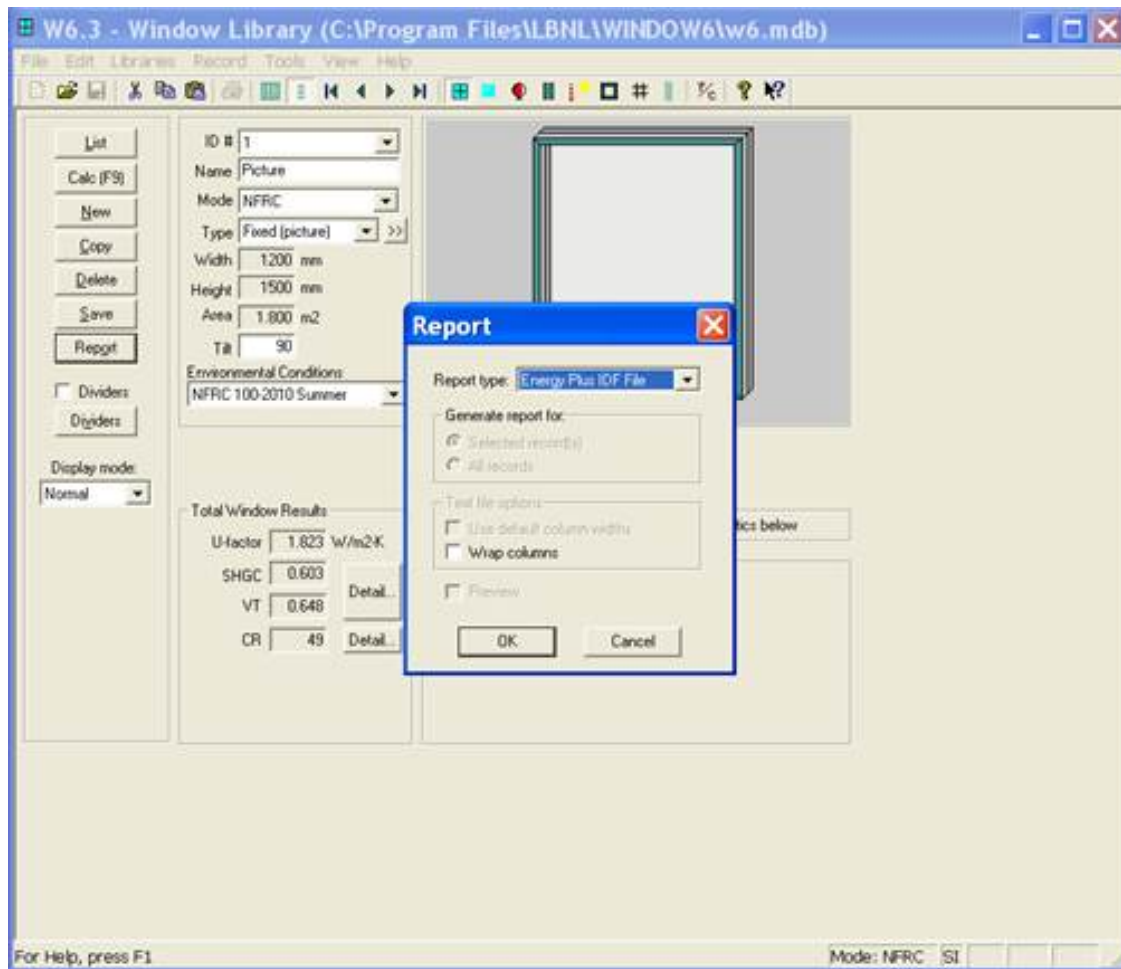 W6.3 - Window Library (C:\Program Files\LBNL\WINDOW6\w6.mdb)
File Edit Libraries Record Tools View Help
List
Calc (F9)
New
Copy
Delete
Save
Report
Dividers
Dividers
Display mode:
Normal
ID # 1
Name Picture
Mode NFRC
Type Fixed (picture) >>
Width 1200 mm
Height 1500 mm
Area 1.800 m2
Tilt 90
Environmental Conditions
NFRC 100-2010 Summer
Total Window Results
U-factor 1.823 W/m2-K
SHGC 0.603
VT 0.648
Detail...
CR 49 Detail...
Report
Report type: Energy Plus IDF File
Generate report for:
Selected record(s)
All records
Text file options
Use default column widths
Wrap columns
Preview
OK Cancel
tics below
For Help, press F1
Mode: NFRC SI